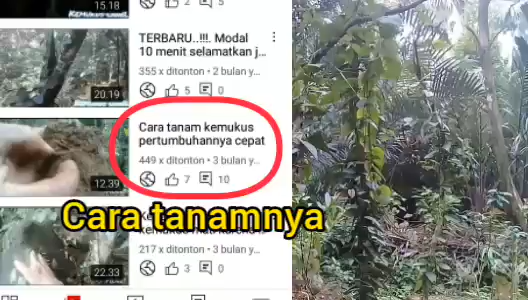 15.18
2 5
TERBARU..!!!. Modal
10 menit selamatkan j...
355 x ditonton • 2 bulan y...
20.19
5 0
Cara tanam kemukus
pertumbuhannya cepat
449 x ditonton • 3 bulan y...
12.39
7 10
Cara tanamnya
217 x ditonton • 3 bulan y...
22.33
3 0